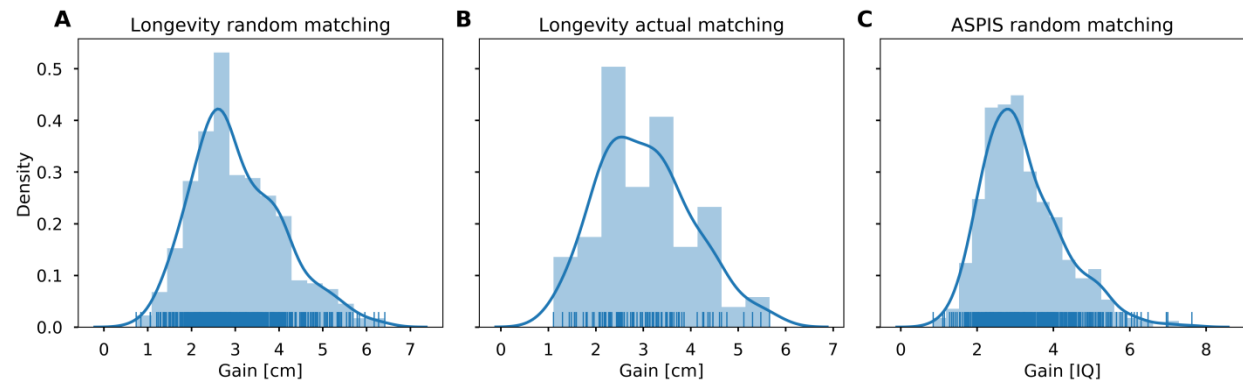 A
Longevity random matching
0.5
0.4
0.3
0.2
0.1
0.0
Density
0 1 2 3 4 5 6 7
Gain [cm]
B
Longevity actual matching
0 1 2 3 4 5 6 7
Gain [cm]
C
ASPIS random matching
0 2 4 6 8
Gain [IQ]